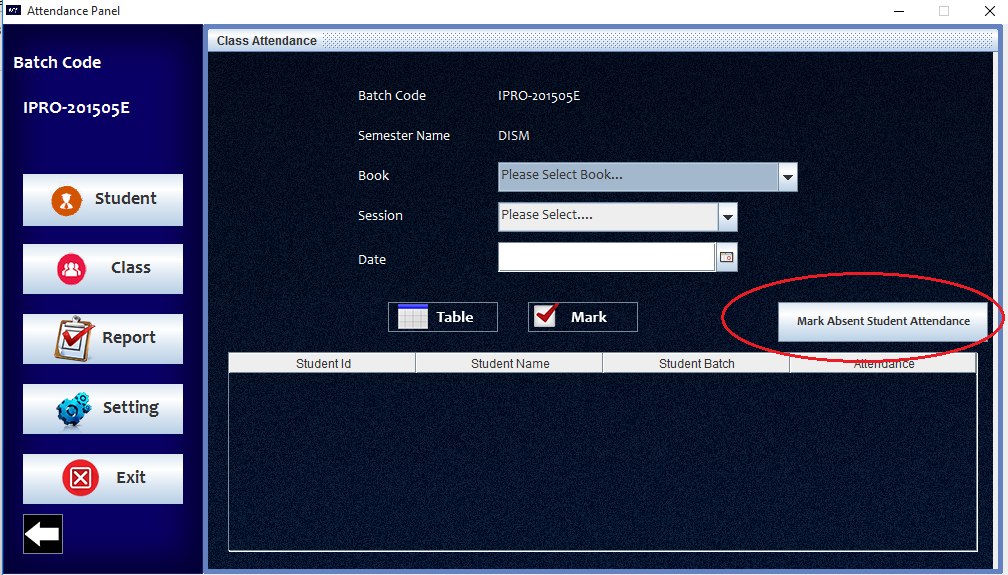 Attendance Panel
Batch Code
IPRO-201505E
Student
Class
Report
Setting
Exit
Class Attendance
Batch Code IPRO-201505E
Semester Name DISM
Book Please Select Book...
Session Please Select....
Date
Table Mark Mark Absent Student Attendance
Student Id Student Name Student Batch Attendance